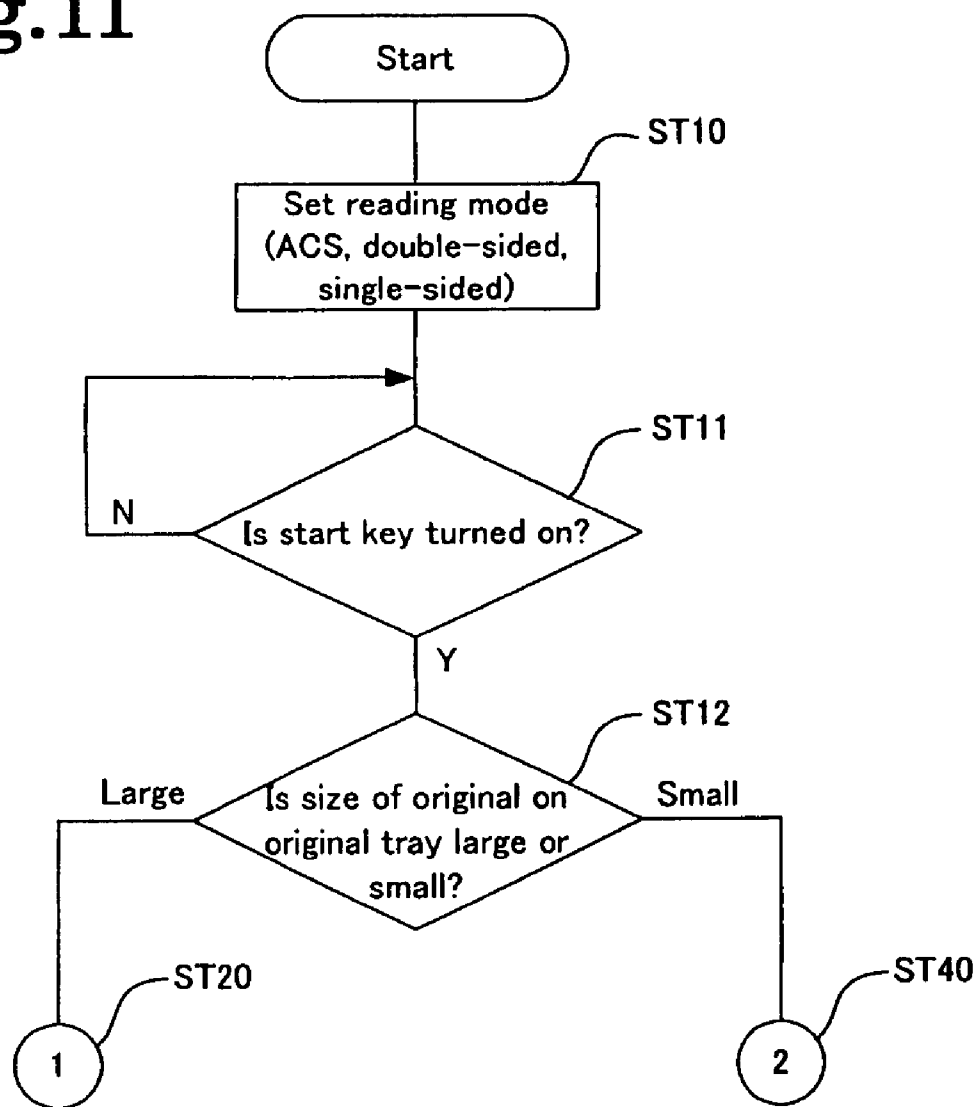 g.11
Start
ST10
Set reading mode
(ACS, double-sided,
single-sided)
ST11
N
Is start key turned on?
Y
ST12
Large
Is size of original on
original tray large or
small?
Small
ST20
ST40
1
2